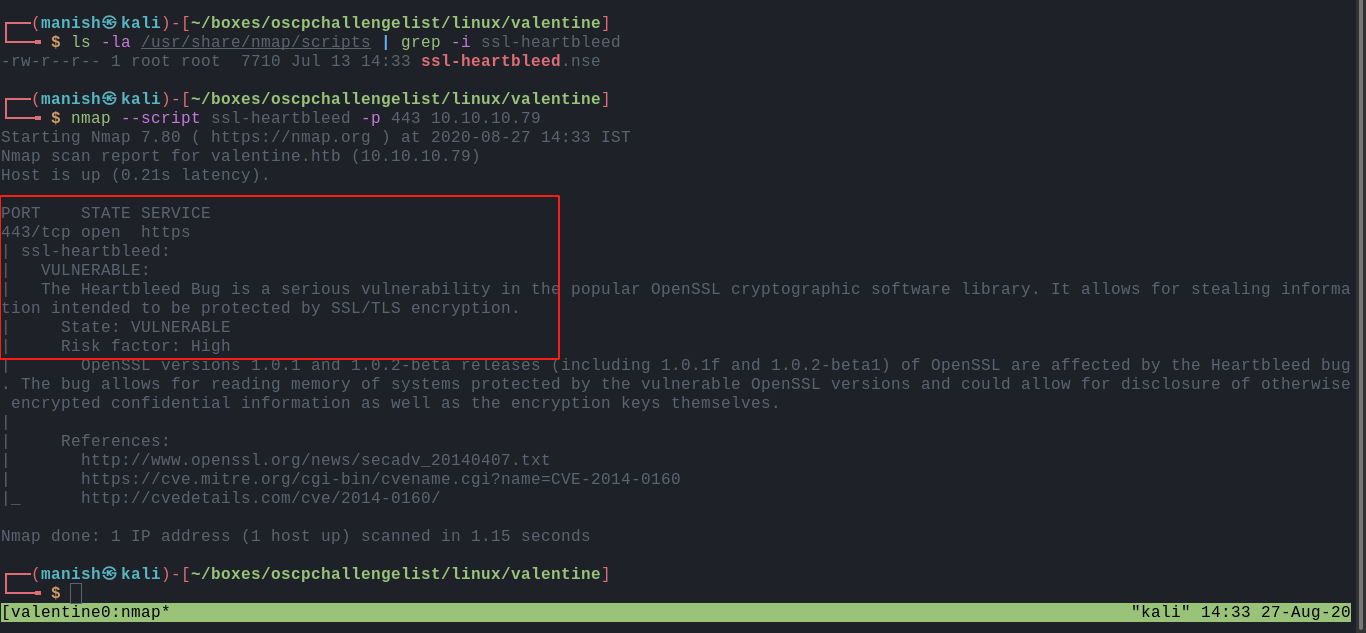 (manish㉿kali)-[~/boxes/oscpchallengelist/linux/valentine]
$ ls -la /usr/share/nmap/scripts | grep -i ssl-heartbleed
-rw-r--r-- 1 root root  7710 Jul 13 14:33 ssl-heartbleed.nse
(manish㉿kali)-[~/boxes/oscpchallengelist/linux/valentine]
$ nmap --script ssl-heartbleed -p 443 10.10.10.79
Starting Nmap 7.80 ( https://nmap.org ) at 2020-08-27 14:33 IST
Nmap scan report for valentine.htb (10.10.10.79)
Host is up (0.21s latency).
PORT    STATE SERVICE
443/tcp open  https
| ssl-heartbleed:
|   VULNERABLE:
|   The Heartbleed Bug is a serious vulnerability in the popular OpenSSL cryptographic software library. It allows for stealing informa
tion intended to be protected by SSL/TLS encryption.
|     State: VULNERABLE
|     Risk factor: High
|       OpenSSL versions 1.0.1 and 1.0.2-beta releases (including 1.0.1f and 1.0.2-beta1) of OpenSSL are affected by the Heartbleed bug
. The bug allows for reading memory of systems protected by the vulnerable OpenSSL versions and could allow for disclosure of otherwise
 encrypted confidential information as well as the encryption keys themselves.
|
|     References:
|       http://www.openssl.org/news/secadv_20140407.txt
|       https://cve.mitre.org/cgi-bin/cvename.cgi?name=CVE-2014-0160
|_      http://cvedetails.com/cve/2014-0160/
Nmap done: 1 IP address (1 host up) scanned in 1.15 seconds
(manish㉿kali)-[~/boxes/oscpchallengelist/linux/valentine]
$
[valentine0:nmap* "kali" 14:33 27-Aug-20